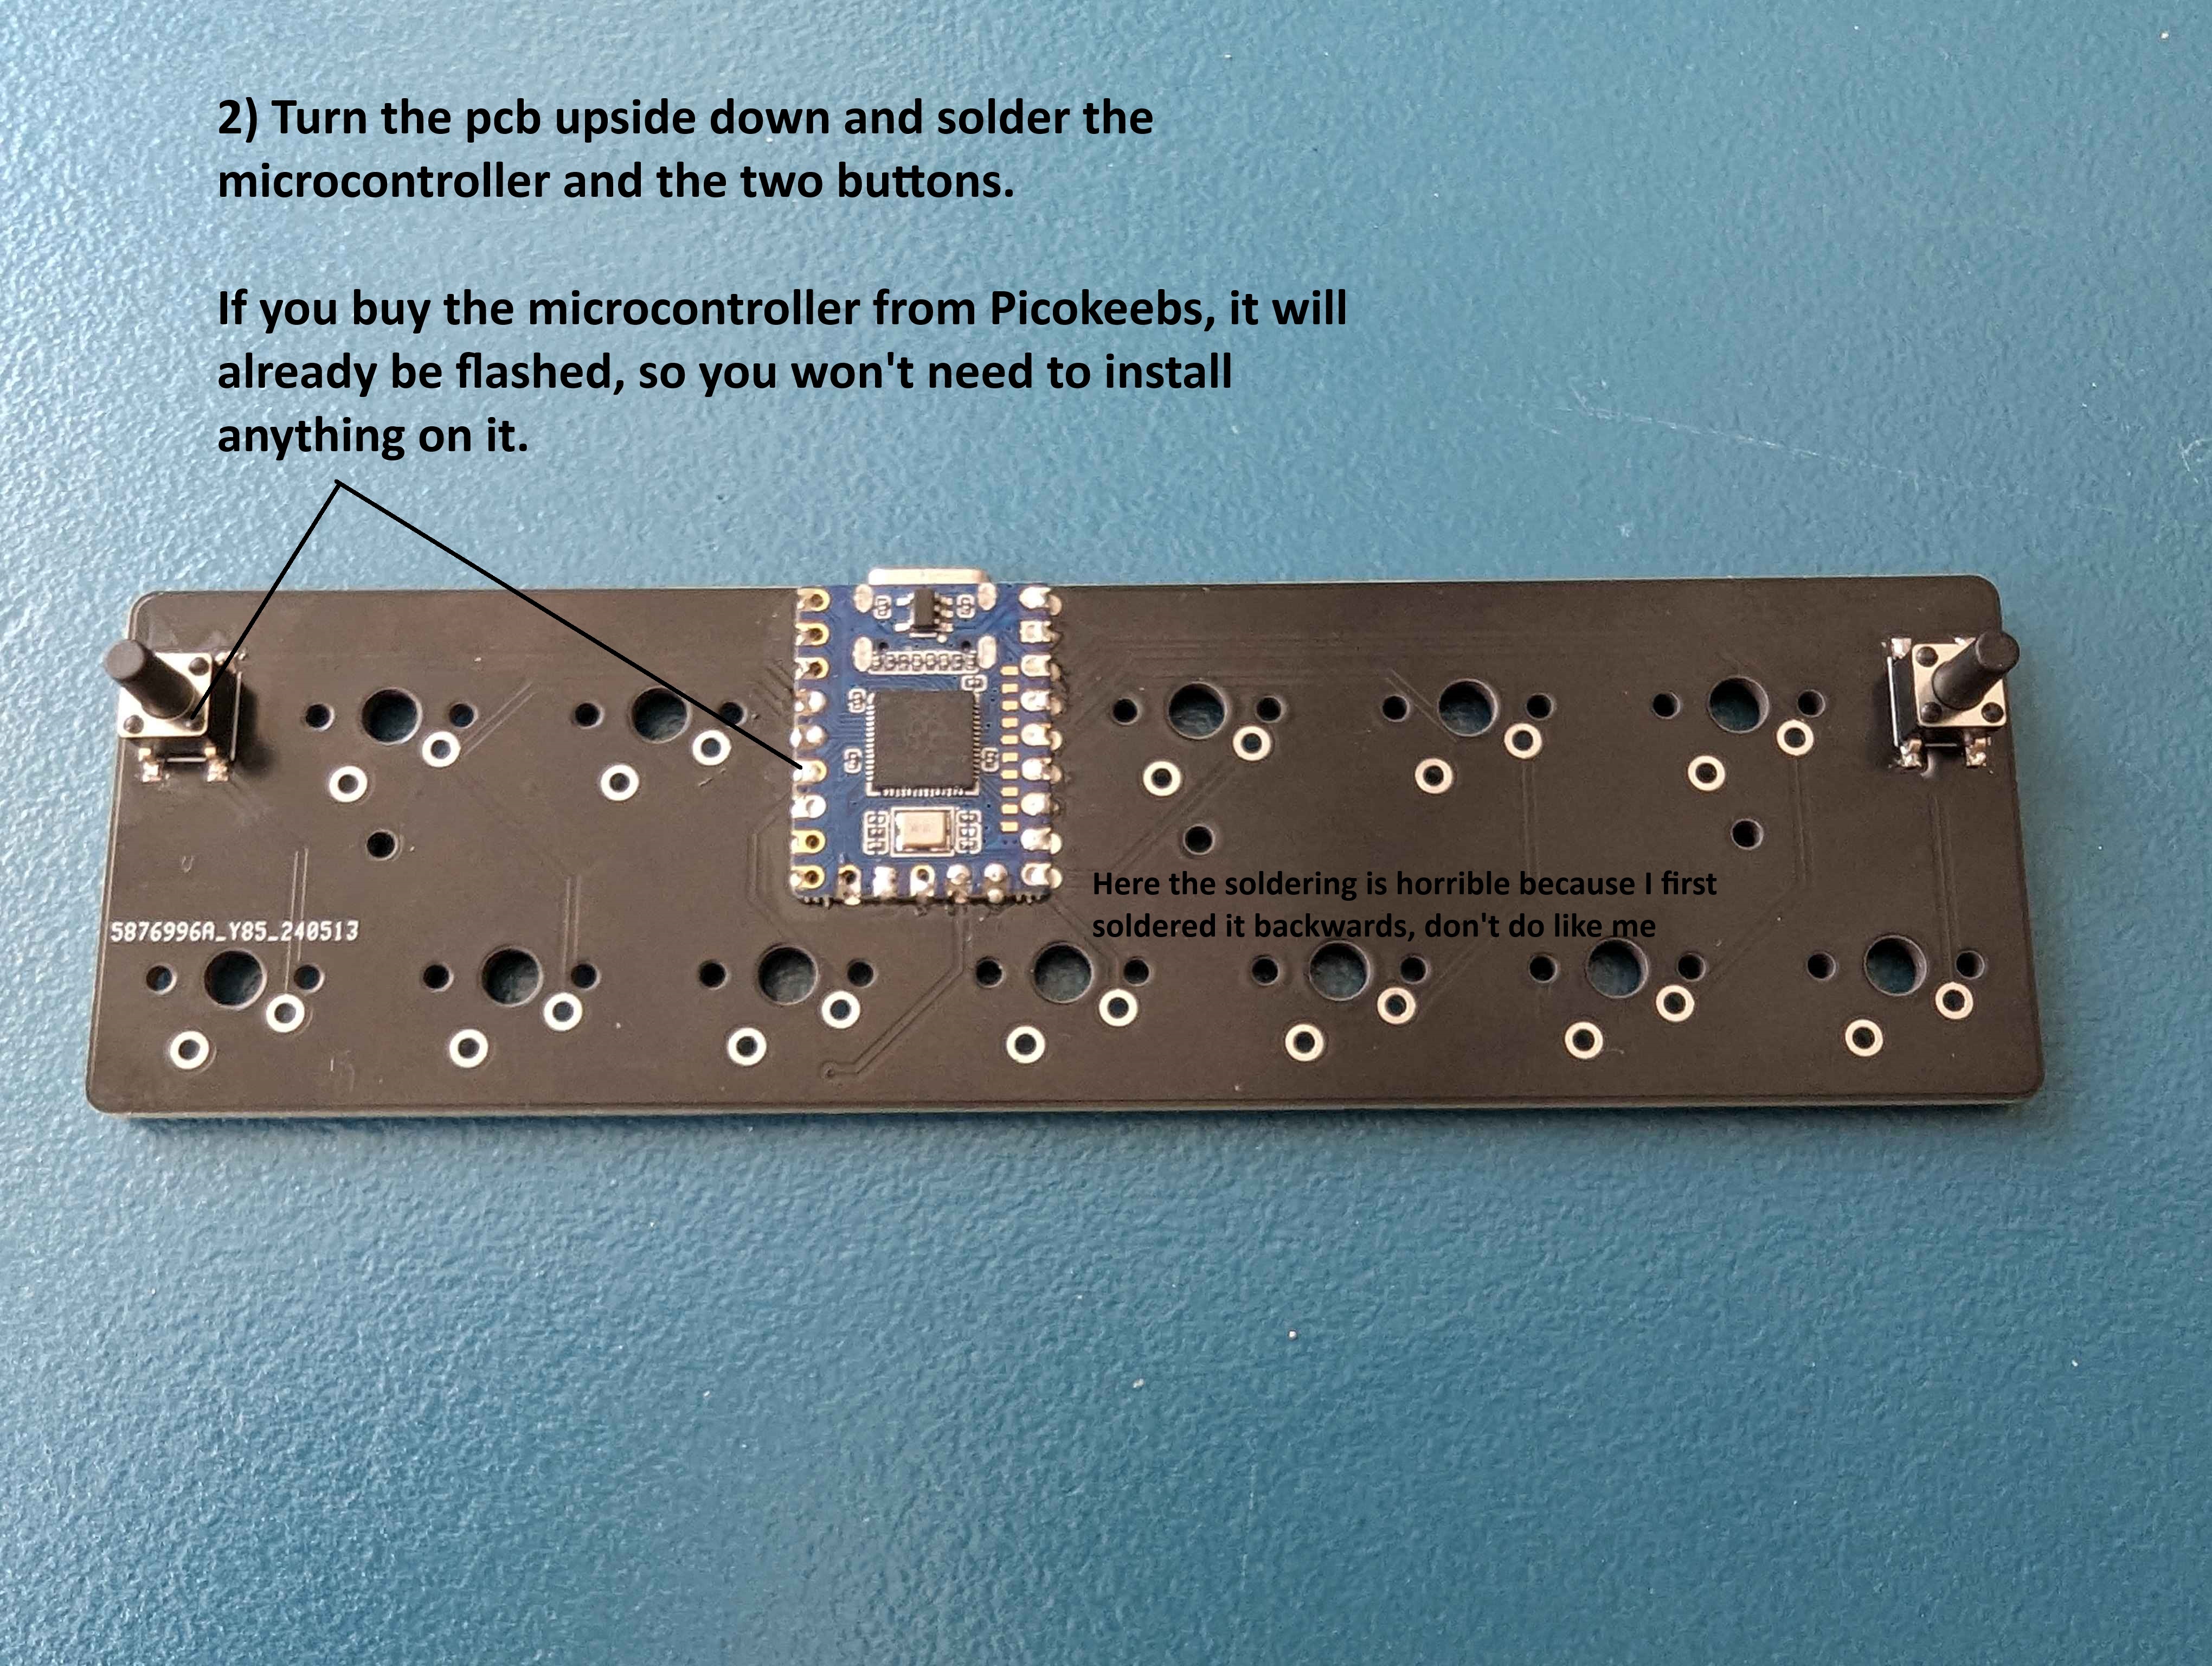 2) Turn the pcb upside down and solder the
microcontroller and the two buttons.
If you buy the microcontroller from Picokeebs, it will
already be flashed, so you won't need to install
anything on it.
Here the soldering is horrible because I first
soldered it backwards, don't do like me
5876996A_Y85_240513